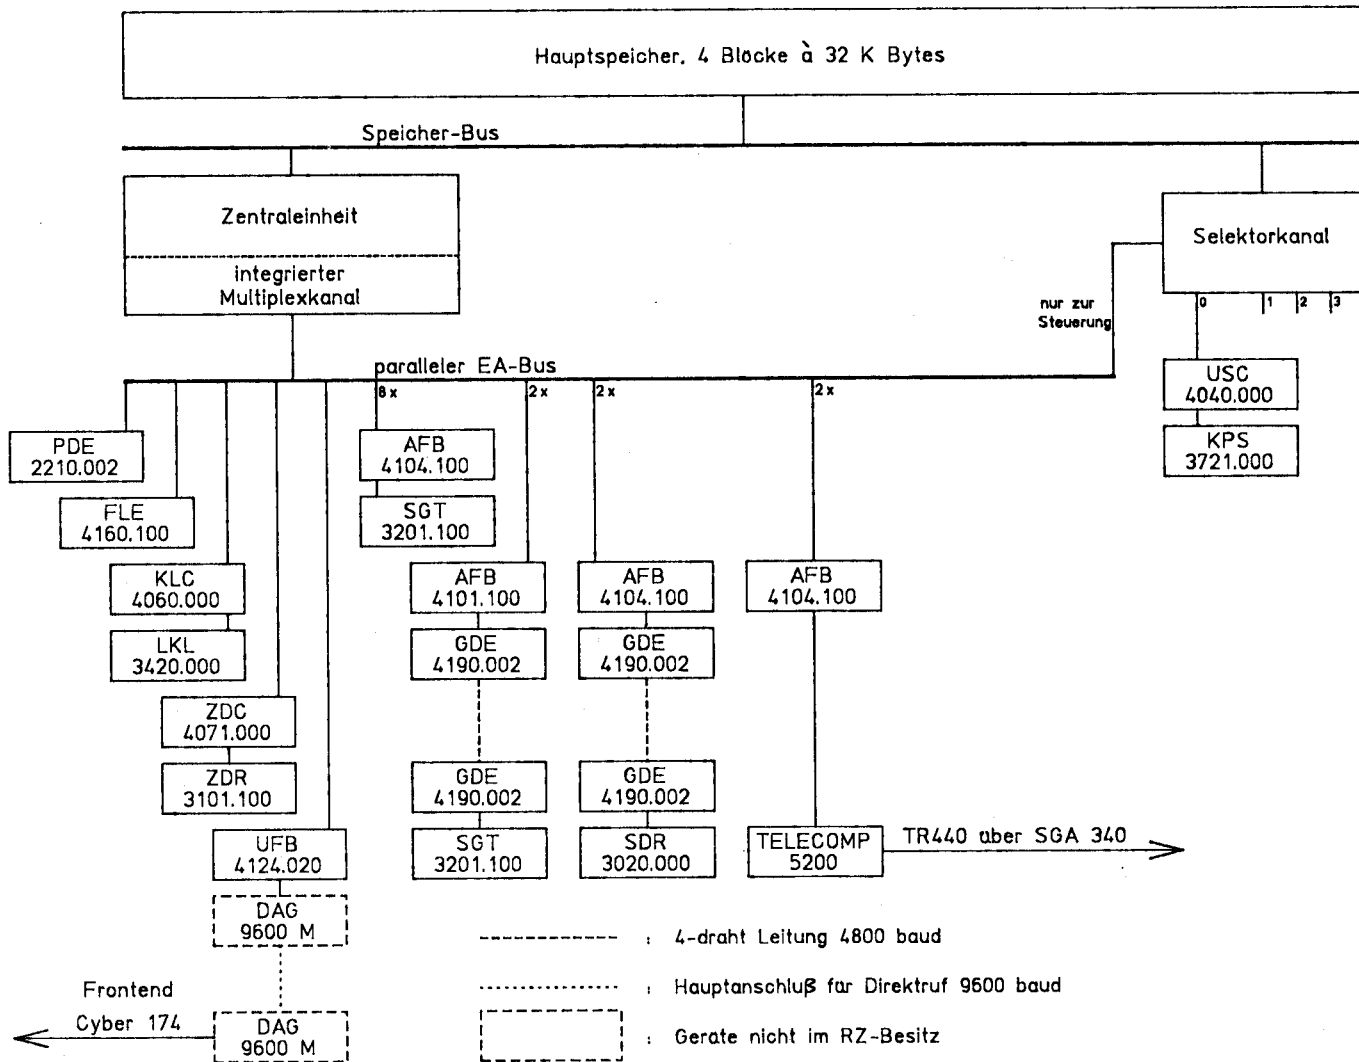 Hauptspeicher, 4 Blöcke à 32 K Bytes
Speicher-Bus
Zentraleinheit
integrierter
Multiplexkanal
Selektorkanal
0
1
2
3
nur zur
Steuerung
paralleler EA-Bus
8x
2x
2x
2x
USC
4040.000
KPS
3721.000
PDE
2210.002
FLE
4160.100
KLC
4060.000
LKL
3420.000
ZDC
4071.000
ZDR
3101.100
UFB
4124.020
DAG
9600 M
DAG
9600 M
Frontend
Cyber 174
AFB
4104.100
SGT
3201.100
AFB
4101.100
GDE
4190.002
GDE
4190.002
SGT
3201.100
AFB
4104.100
GDE
4190.002
GDE
4190.002
SDR
3020.000
AFB
4104.100
TELECOMP
5200
TR440 über SGA 340
: 4-draht Leitung 4800 baud
: Hauptanschluß für Direktruf 9600 baud
: Geräte nicht im RZ-Besitz